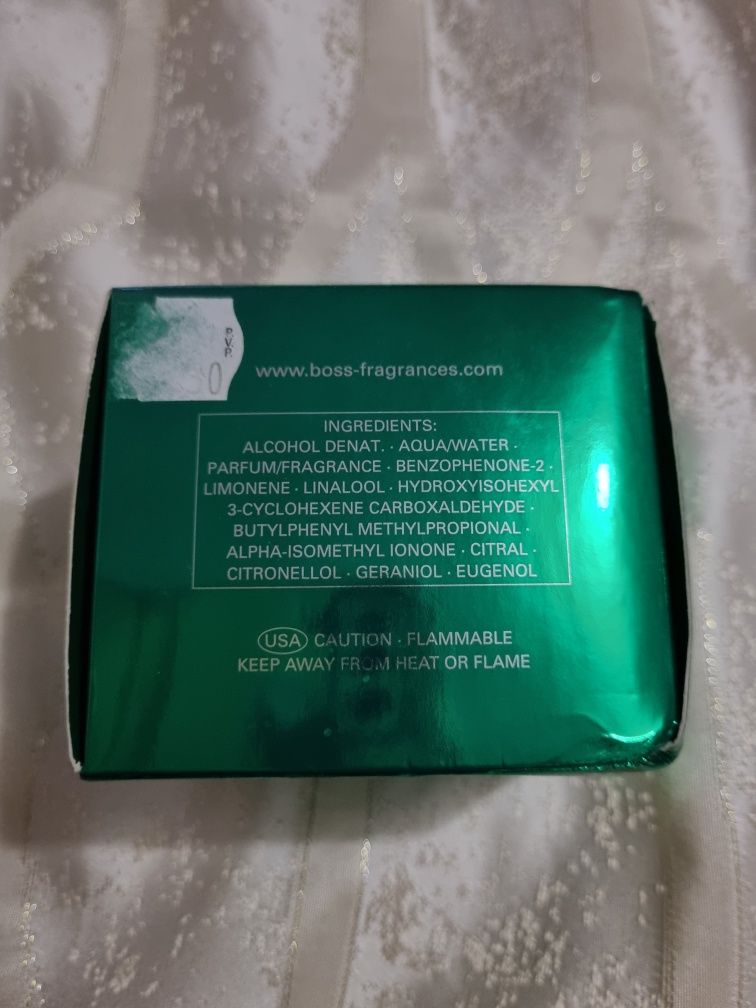 P.V.P.
www.boss-fragrances.com
INGREDIENTS:
ALCOHOL DENAT. · AQUA/WATER ·
PARFUM/FRAGRANCE · BENZOPHENONE-2 ·
LIMONENE · LINALOOL · HYDROXYISOHEXYL
3-CYCLOHEXENE CARBOXALDEHYDE ·
BUTYLPHENYL METHYLPROPIONAL ·
ALPHA-ISOMETHYL IONONE · CITRAL ·
CITRONELLOL · GERANIOL · EUGENOL
USA CAUTION · FLAMMABLE
KEEP AWAY FROM HEAT OR FLAME